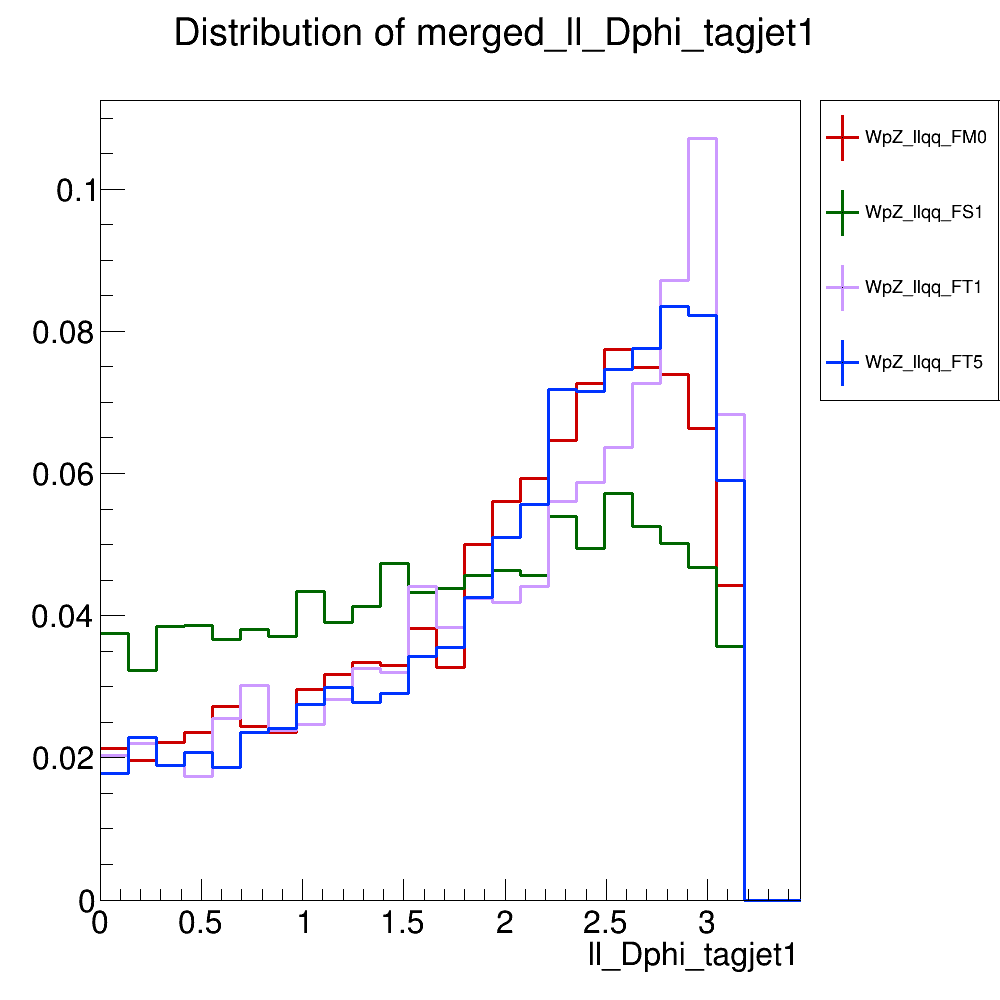 Distribution of merged_ll_Dphi_tagjet1
WpZ_llqq_FM0
WpZ_llqq_FS1
WpZ_llqq_FT1
WpZ_llqq_FT5
0.1
0.08
0.06
0.04
0.02
0
0 0.5 1 1.5 2 2.5 3
ll_Dphi_tagjet1